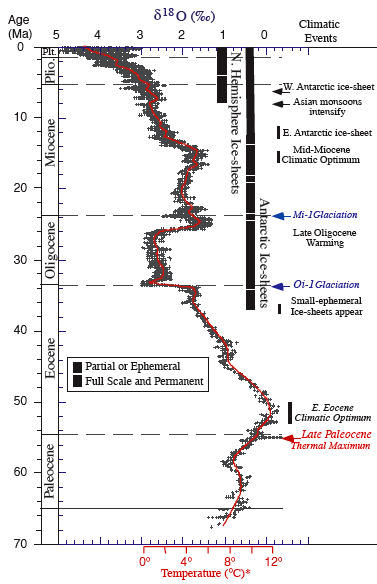 Age
(Ma)
δ18O (‰)
Climatic
Events
5 4 3 2 1 0
0
10
20
30
40
50
60
70
Plt.
Plio.
Miocene
Oligocene
Eocene
Paleocene
N. Hemisphere Ice-sheets
Antarctic Ice-sheets
W. Antarctic ice-sheet
Asian monsoons
intensify
E. Antarctic ice-sheet
Mid-Miocene
Climatic Optimum
Mi-1Glaciation
Late Oligocene
Warming
Oi-1Glaciation
Small-ephemeral
Ice-sheets appear
Partial or Ephemeral
Full Scale and Permanent
E. Eocene
Climatic Optimum
Late Paleocene
Thermal Maximum
0° 4° 8° 12°
Temperature (°C)*